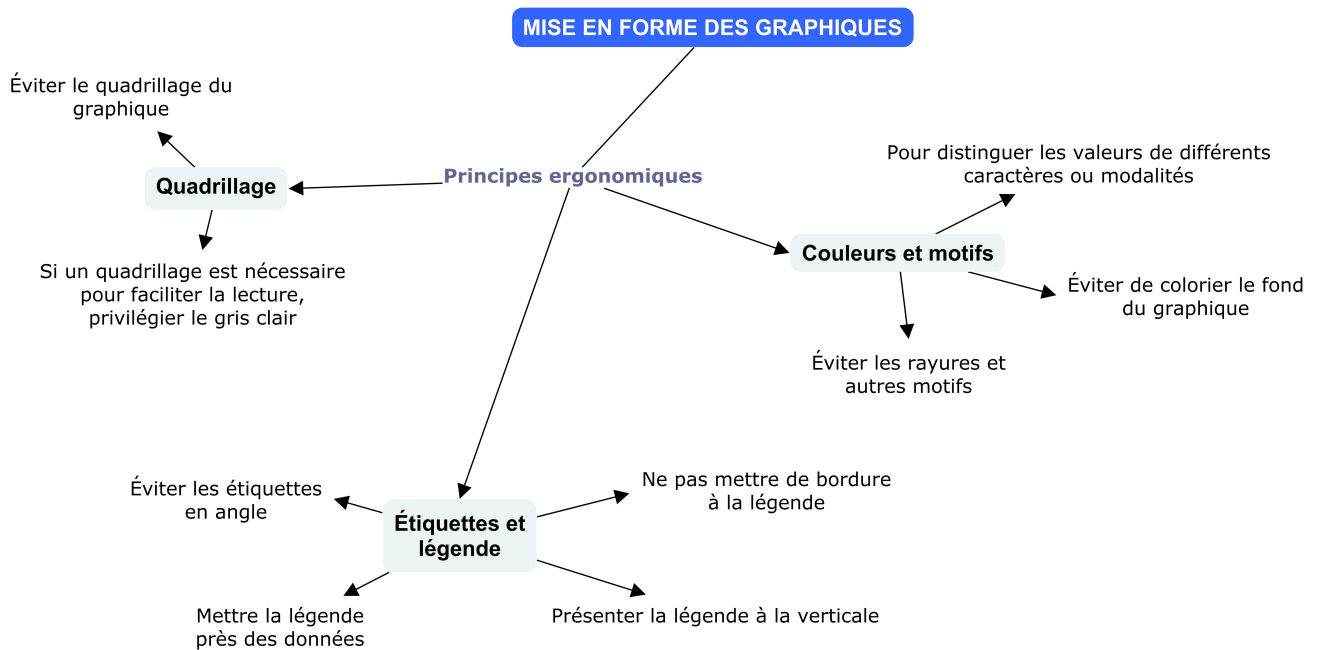 MISE EN FORME DES GRAPHIQUES
Principes ergonomiques
Quadrillage
Éviter le quadrillage du
graphique
Si un quadrillage est nécessaire
pour faciliter la lecture,
privilégier le gris clair
Couleurs et motifs
Pour distinguer les valeurs de différents
caractères ou modalités
Éviter de colorier le fond
du graphique
Éviter les rayures et
autres motifs
Étiquettes et
légende
Éviter les étiquettes
en angle
Ne pas mettre de bordure
à la légende
Mettre la légende
près des données
Présenter la légende à la verticale